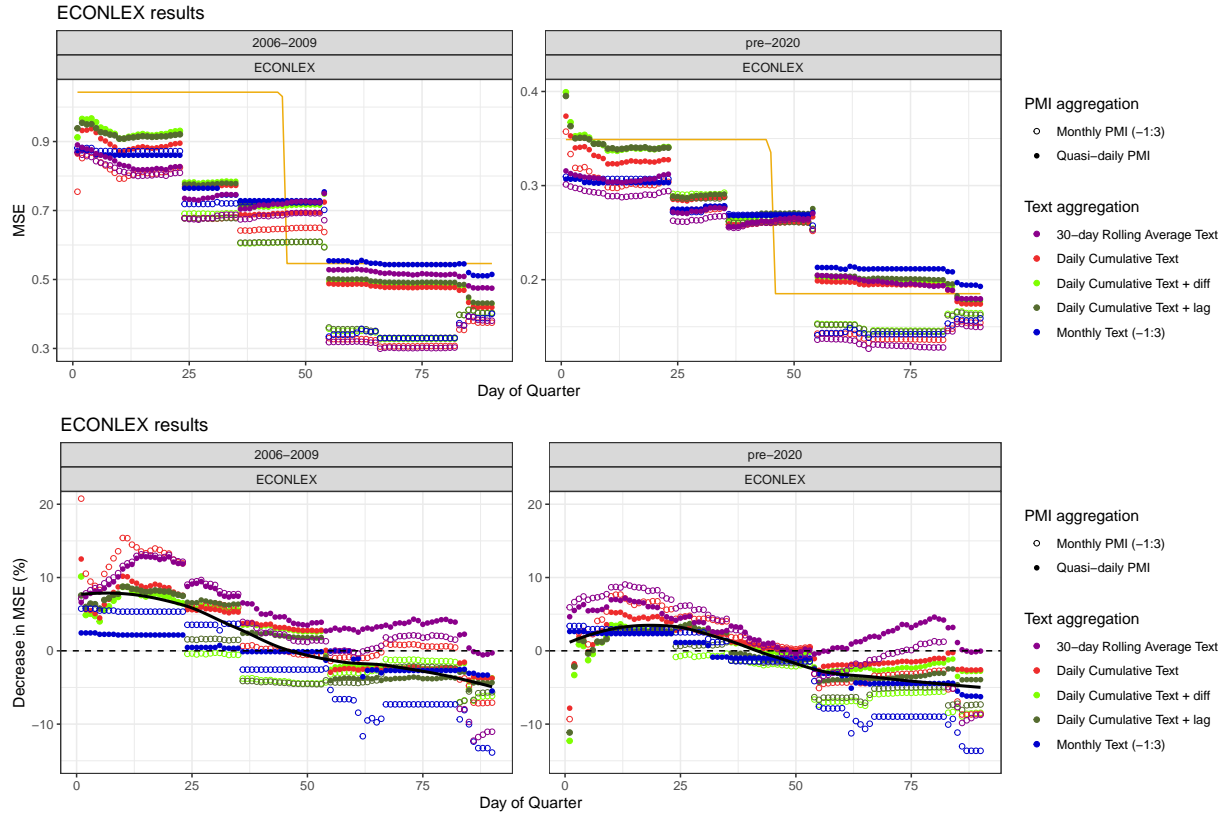 ECONLEX results
2006−2009
pre−2020
ECONLEX
ECONLEX
MSE
0.9
0.7
0.5
0.3
0.4
0.3
0.2
0
25
50
75
0
25
50
75
Day of Quarter
PMI aggregation
Monthly PMI (−1:3)
Quasi−daily PMI
Text aggregation
30−day Rolling Average Text
Daily Cumulative Text
Daily Cumulative Text + diff
Daily Cumulative Text + lag
Monthly Text (−1:3)
ECONLEX results
2006−2009
pre−2020
ECONLEX
ECONLEX
Decrease in MSE (%)
20
10
0
−10
20
10
0
−10
0
25
50
75
0
25
50
75
Day of Quarter
PMI aggregation
Monthly PMI (−1:3)
Quasi−daily PMI
Text aggregation
30−day Rolling Average Text
Daily Cumulative Text
Daily Cumulative Text + diff
Daily Cumulative Text + lag
Monthly Text (−1:3)